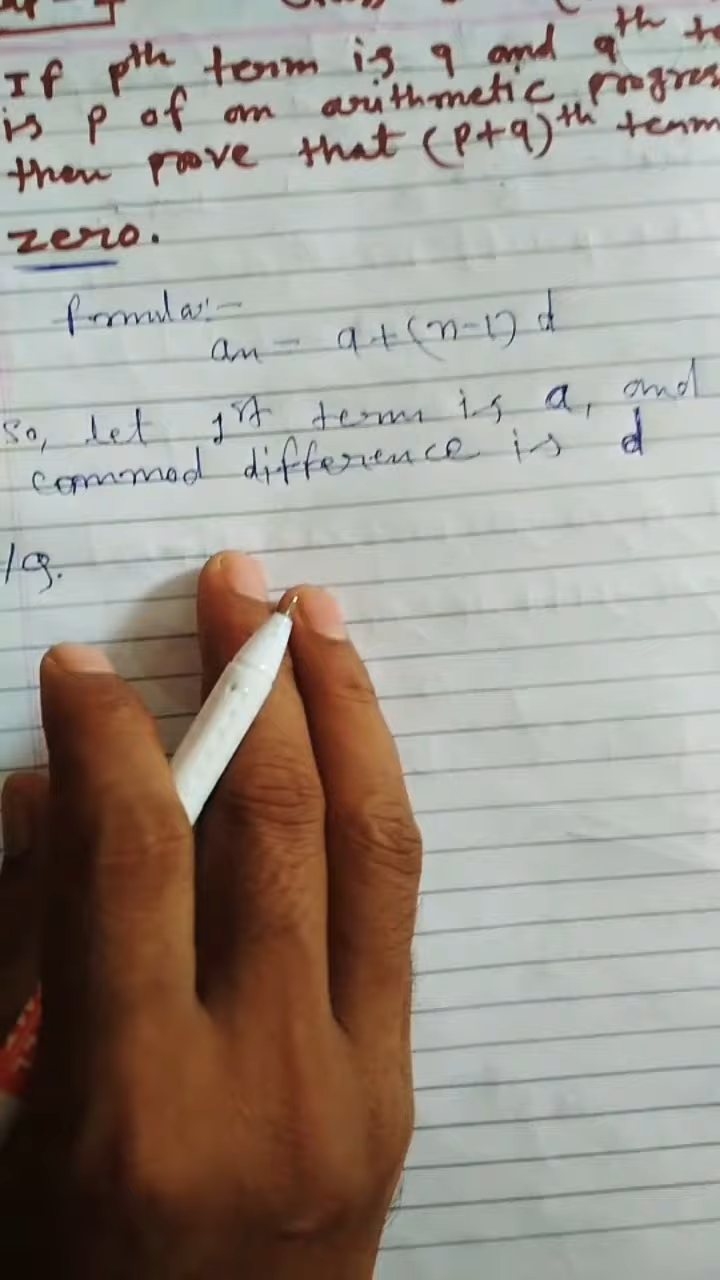 If pth term is q and qth
is p of an arithmetic progres
then prove that (p+q)th term
zero.
formula:-
an = a+(n-1) d
So, let 1st term is a, and
commod difference is d